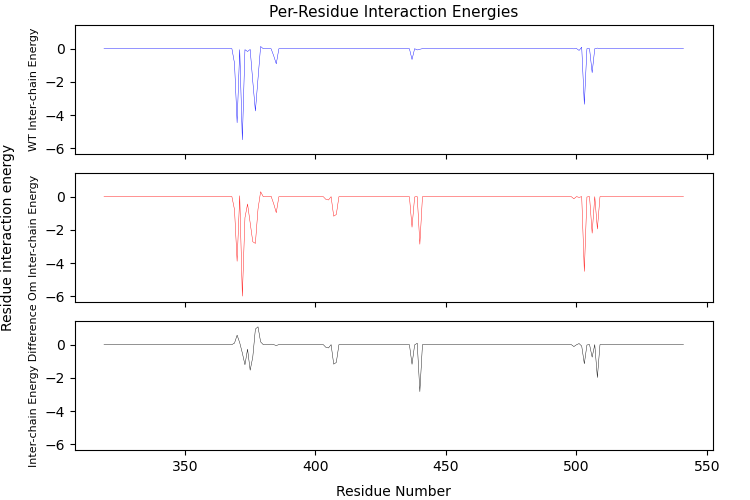 Per-Residue Interaction Energies
Residue interaction energy
WT Inter-chain Energy
0
−2
−4
−6
Om Inter-chain Energy
0
−2
−4
−6
Inter-chain Energy Difference
0
−2
−4
−6
350 400 450 500 550
Residue Number